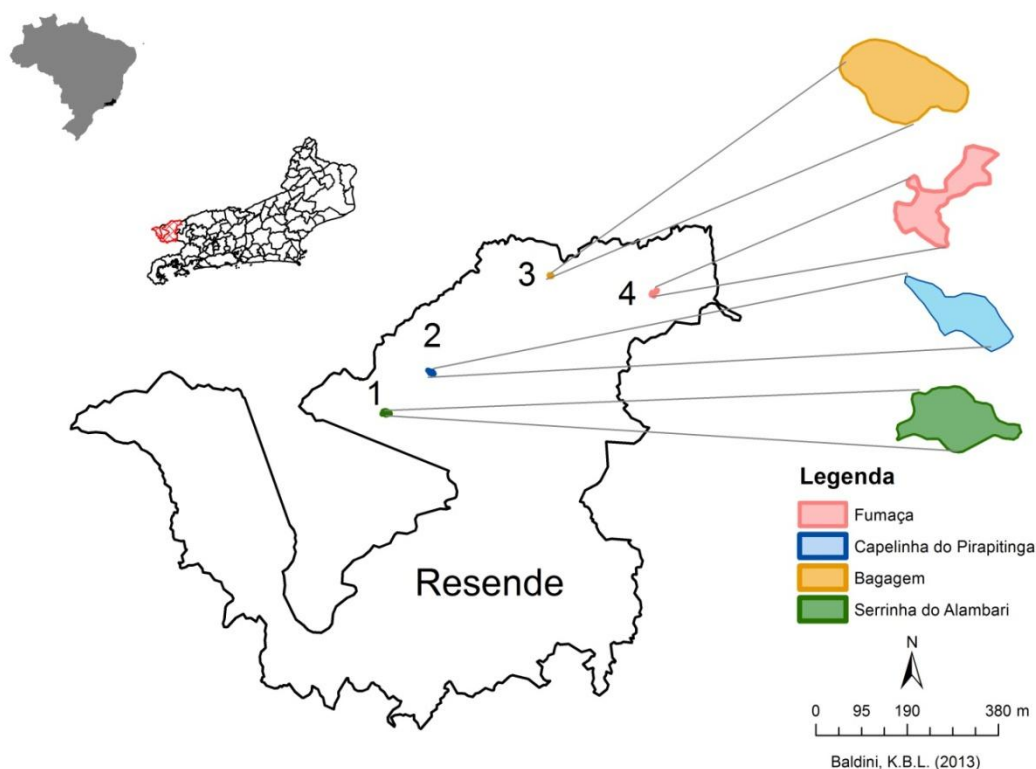 3
4
2
1
Resende
Legenda
Fumaça
Capelinha do Pirapitinga
Bagagem
Serrinha do Alambari
N
0 95 190 380 m
Baldini, K.B.L. (2013)